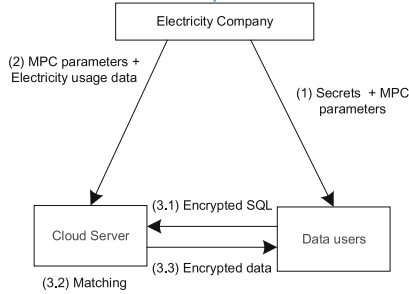 Electricity Company
(2) MPC parameters +
Electricity usage data
(1) Secrets + MPC
parameters
(3.1) Encrypted SQL
Cloud Server
Data users
(3.3) Encrypted data
(3.2) Matching